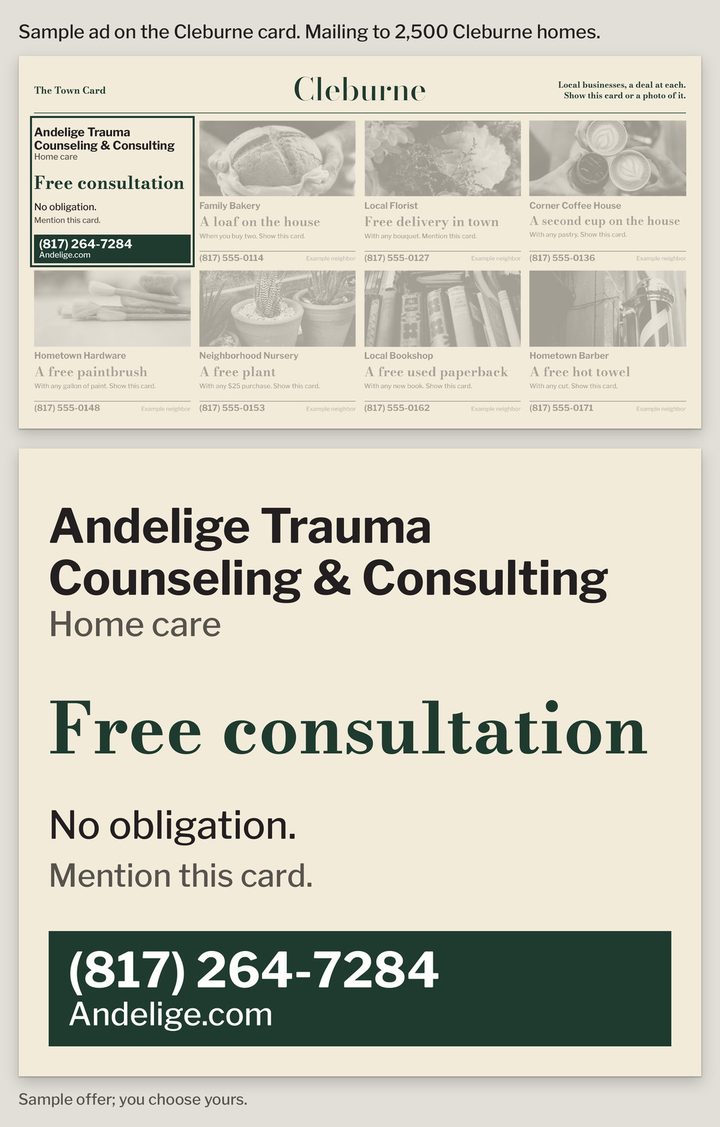 Sample ad on the Cleburne card. Mailing to 2,500 Cleburne homes.
The Town Card
Cleburne
Local businesses, a deal at each.
Show this card or a photo of it.
Andelige Trauma
Counseling & Consulting
Home care
Free consultation
No obligation.
Mention this card.
(817) 264-7284
Andelige.com
Family Bakery
A loaf on the house
When you buy two. Show this card.
(817) 555-0114
Example neighbor
Local Florist
Free delivery in town
With any bouquet. Mention this card.
(817) 555-0127
Example neighbor
Corner Coffee House
A second cup on the house
With any pastry. Show this card.
(817) 555-0136
Example neighbor
Hometown Hardware
A free paintbrush
With any gallon of paint. Show this card.
(817) 555-0148
Example neighbor
Neighborhood Nursery
A free plant
With any $25 purchase. Show this card.
(817) 555-0153
Example neighbor
Local Bookshop
A free used paperback
With any new book. Show this card.
(817) 555-0162
Example neighbor
Hometown Barber
A free hot towel
With any cut. Show this card.
(817) 555-0171
Example neighbor
Andelige Trauma
Counseling & Consulting
Home care
Free consultation
No obligation.
Mention this card.
(817) 264-7284
Andelige.com
Sample offer; you choose yours.